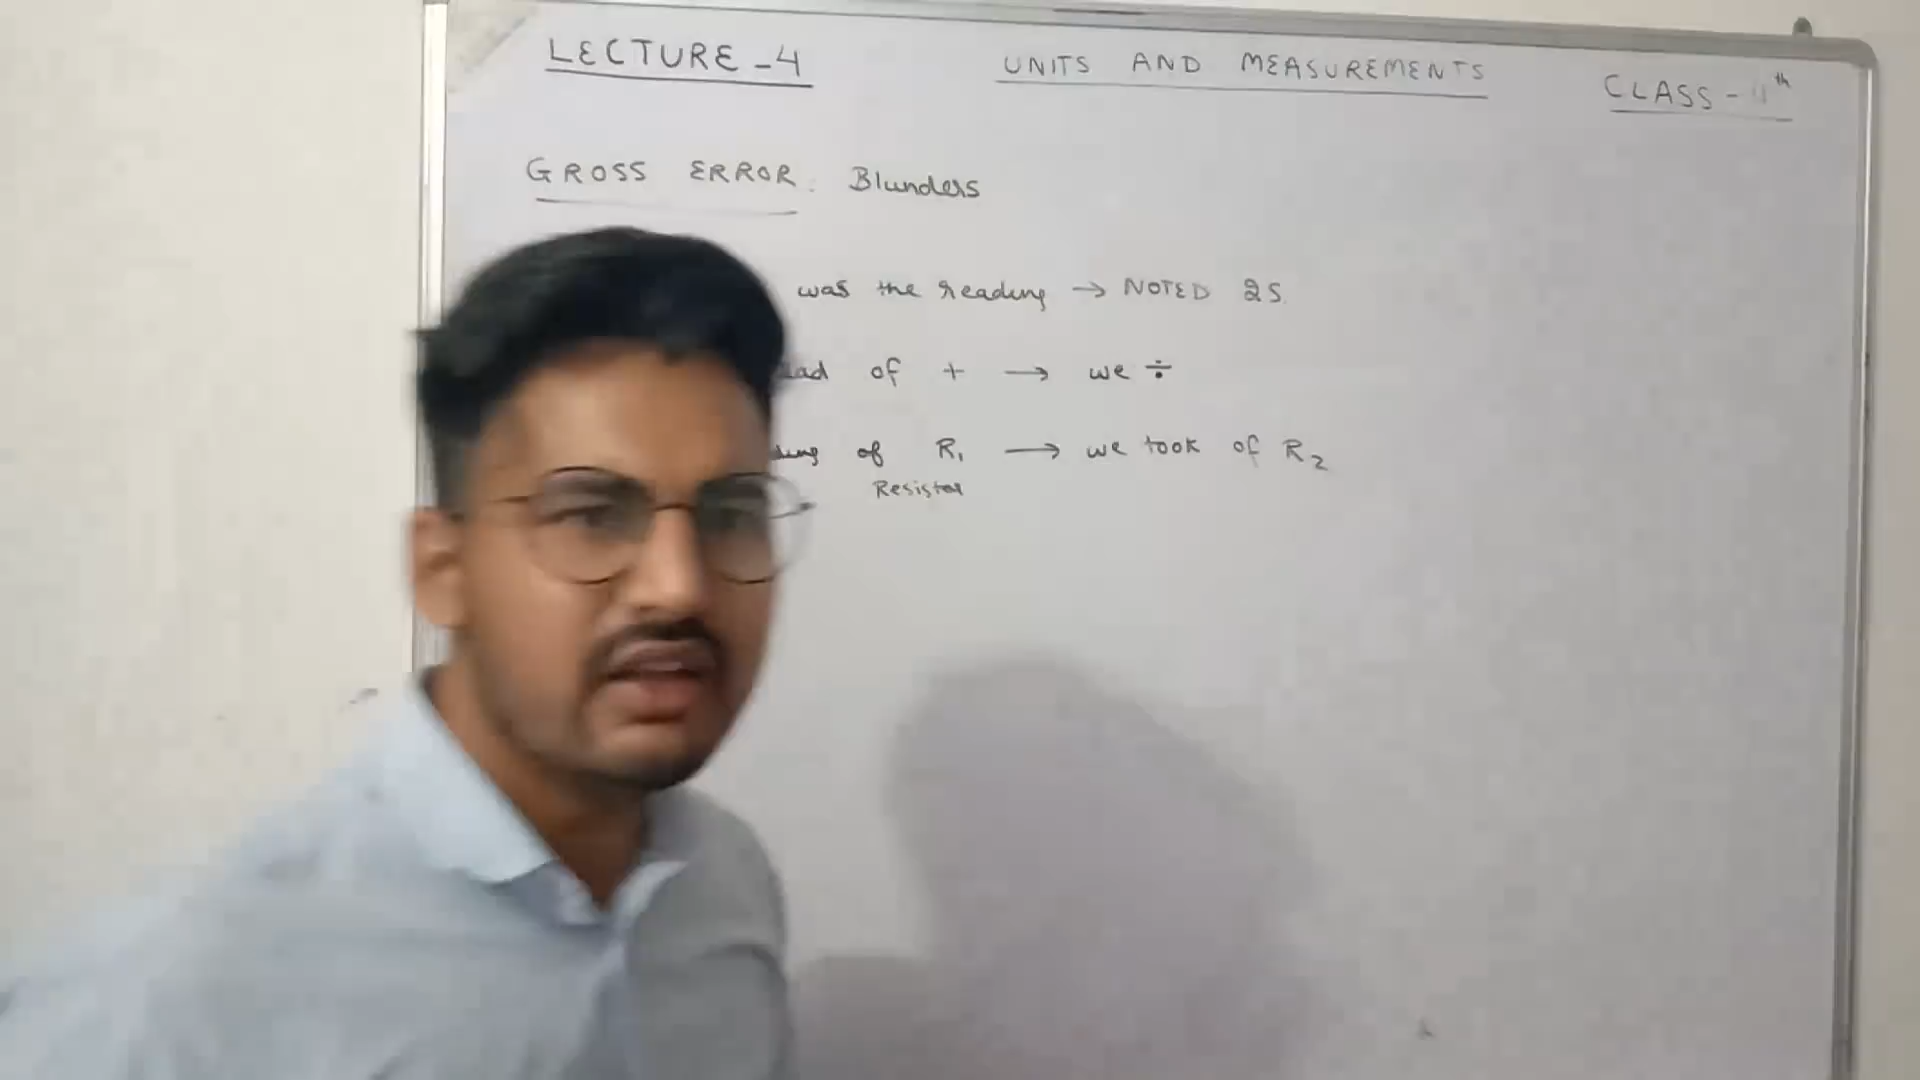 LECTURE-4
UNITS AND MEASUREMENTS
CLASS-11th
GROSS ERROR: Blunders
was the reading → NOTED 25.
of + → we ÷
of R1 → we took of R2
Resistor